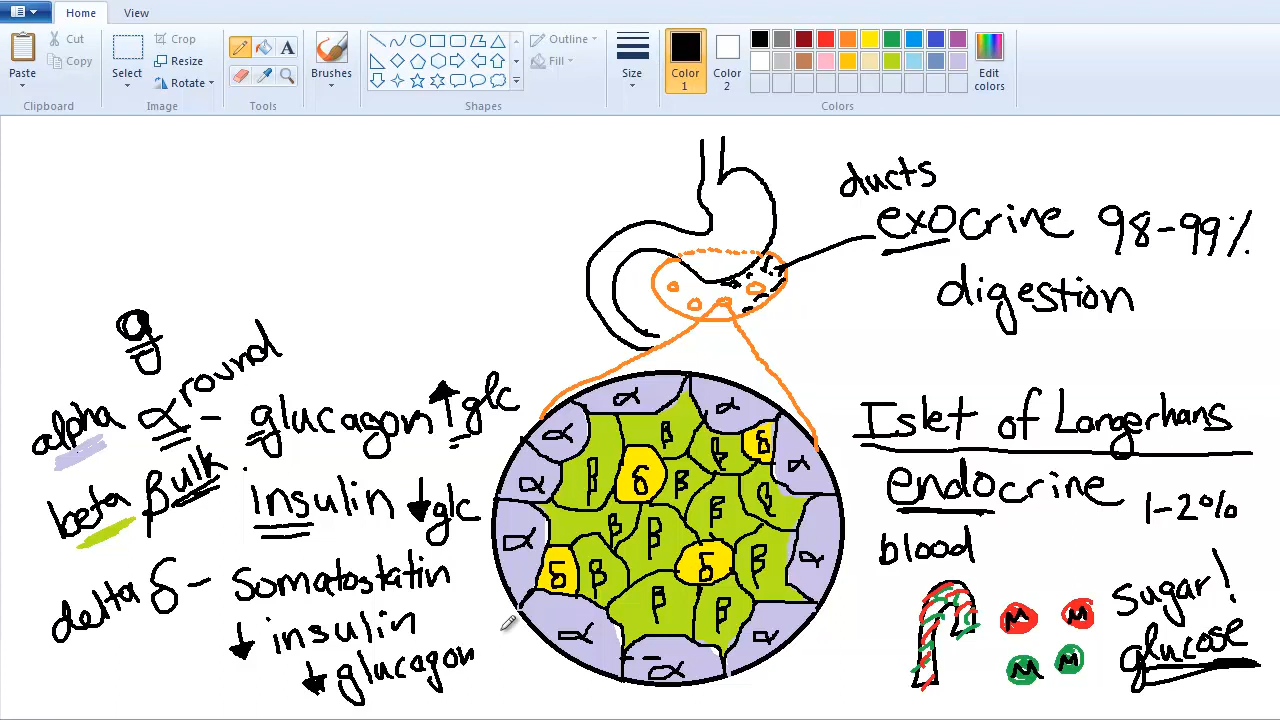 Home
View
Paste
Cut
Copy
Clipboard
Select
Crop
Resize
Rotate
Image
A
Tools
Brushes
Shapes
Outline
Fill
Size
Color
1
Color
2
Edit
colors
Colors
ducts
exocrine 98-99%
digestion
g
round
alpha α - glucagon ↑glc
beta βulk insulin ↓glc
delta δ - somatostatin
↓ insulin
↓ glucagon
α
α
α
β
β
δ
α
α
β
δ
β
β
β
α
β
β
β
α
δ
β
δ
β
β
β
α
α
α
Islet of Langerhans
endocrine 1-2%
blood
M
M
M
M
sugar!
glucose